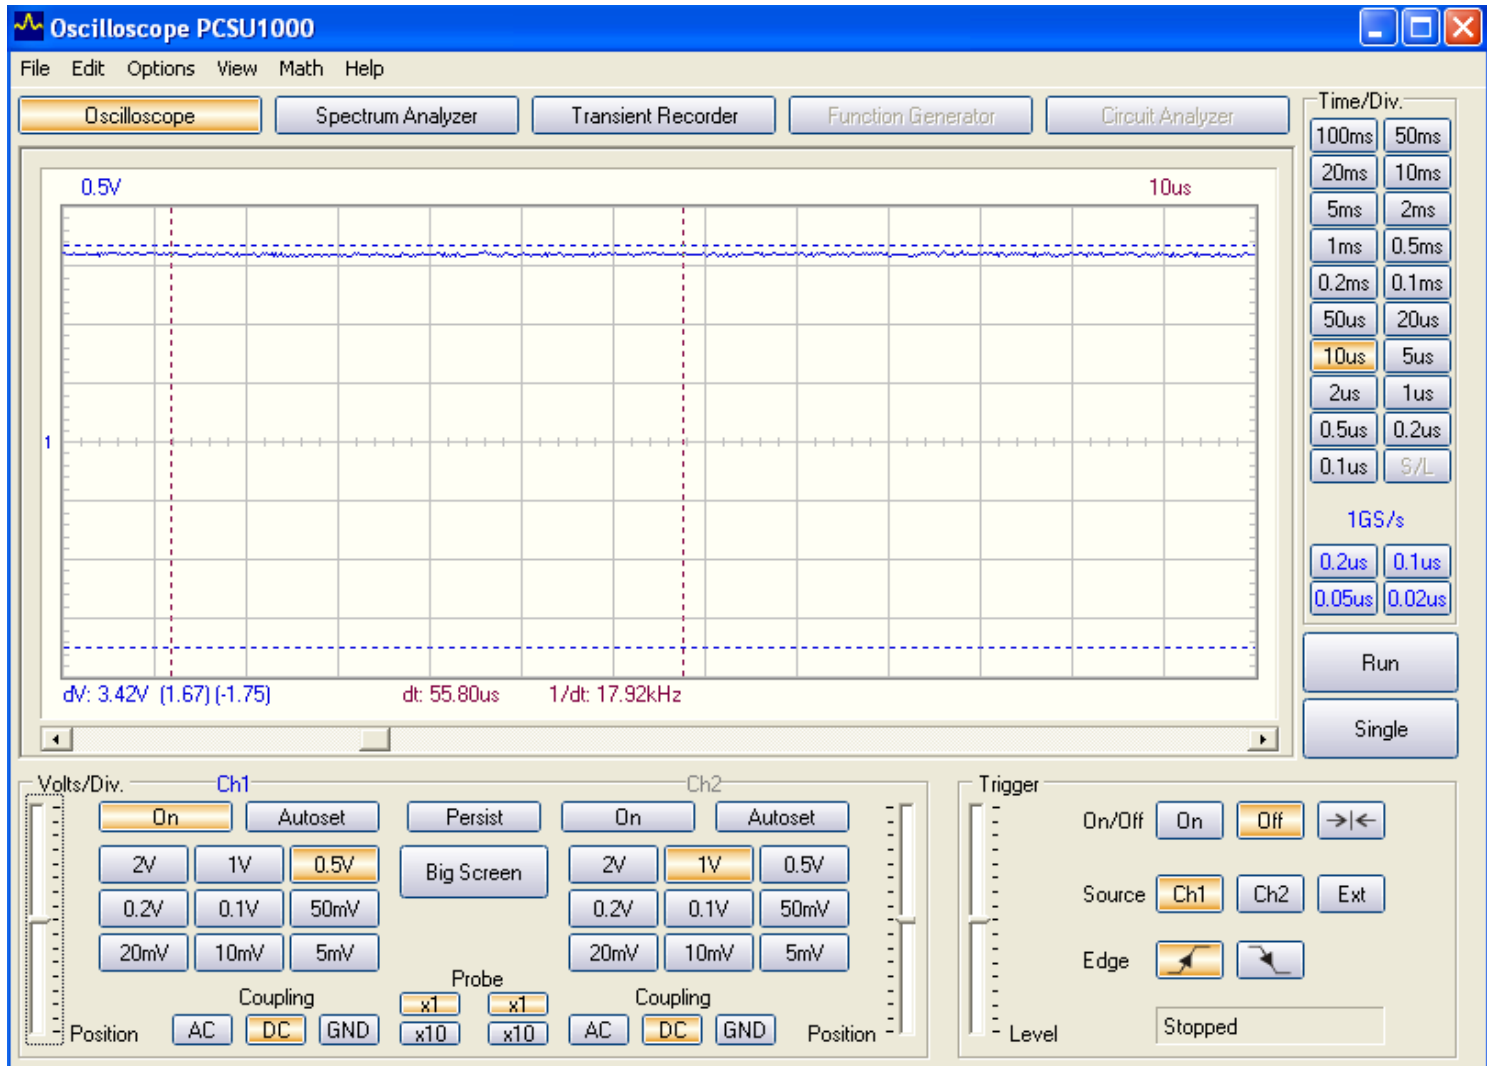 Oscilloscope PCSU1000
File Edit Options View Math Help
Oscilloscope Spectrum Analyzer Transient Recorder Function Generator Circuit Analyzer
Time/Div.
100ms 50ms
20ms 10ms
5ms 2ms
1ms 0.5ms
0.2ms 0.1ms
50us 20us
10us 5us
2us 1us
0.5us 0.2us
0.1us S/L
1GS/s
0.2us 0.1us
0.05us 0.02us
Run
Single
0.5V 10us
1
dV: 3.42V (1.67) (-1.75) dt: 55.80us 1/dt: 17.92kHz
Volts/Div. Ch1 Ch2
On Autoset Persist On Autoset
2V 1V 0.5V Big Screen 2V 1V 0.5V
0.2V 0.1V 50mV 0.2V 0.1V 50mV
20mV 10mV 5mV 20mV 10mV 5mV
Coupling Probe Coupling
x1 x1
Position AC DC GND x10 x10 AC DC GND Position
Trigger
On/Off On Off
Source Ch1 Ch2 Ext
Edge
Level Stopped